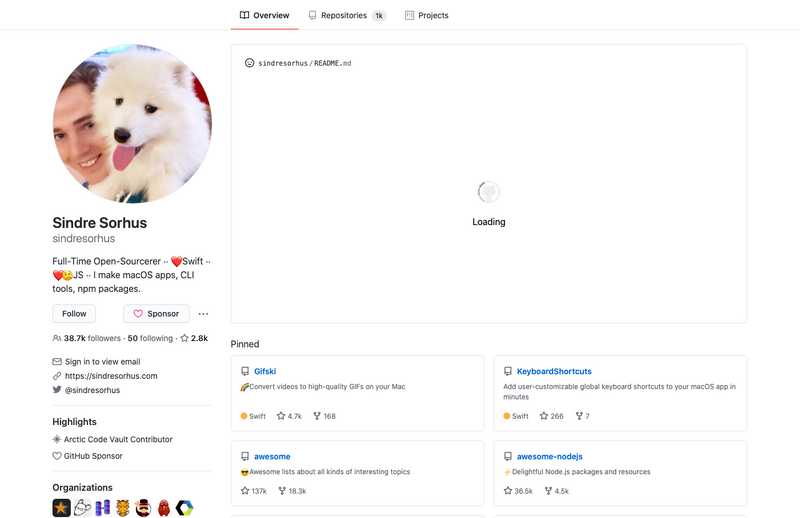 Overview
Repositories 1k
Projects
sindresorhus/README.md
Loading
Sindre Sorhus
sindresorhus
Full-Time Open-Sourcerer ·· ❤️Swift ··
❤️🥲JS ·· I make macOS apps, CLI
tools, npm packages.
Follow
Sponsor
38.7k followers · 50 following · 2.8k
Sign in to view email
https://sindresorhus.com
@sindresorhus
Highlights
Arctic Code Vault Contributor
GitHub Sponsor
Organizations
Pinned
Gifski
🌈Convert videos to high-quality GIFs on your Mac
Swift 4.7k 168
KeyboardShortcuts
Add user-customizable global keyboard shortcuts to your macOS app in
minutes
Swift 266 7
awesome
😎Awesome lists about all kinds of interesting topics
137k 18.3k
awesome-nodejs
⚡Delightful Node.js packages and resources
36.5k 4.5k